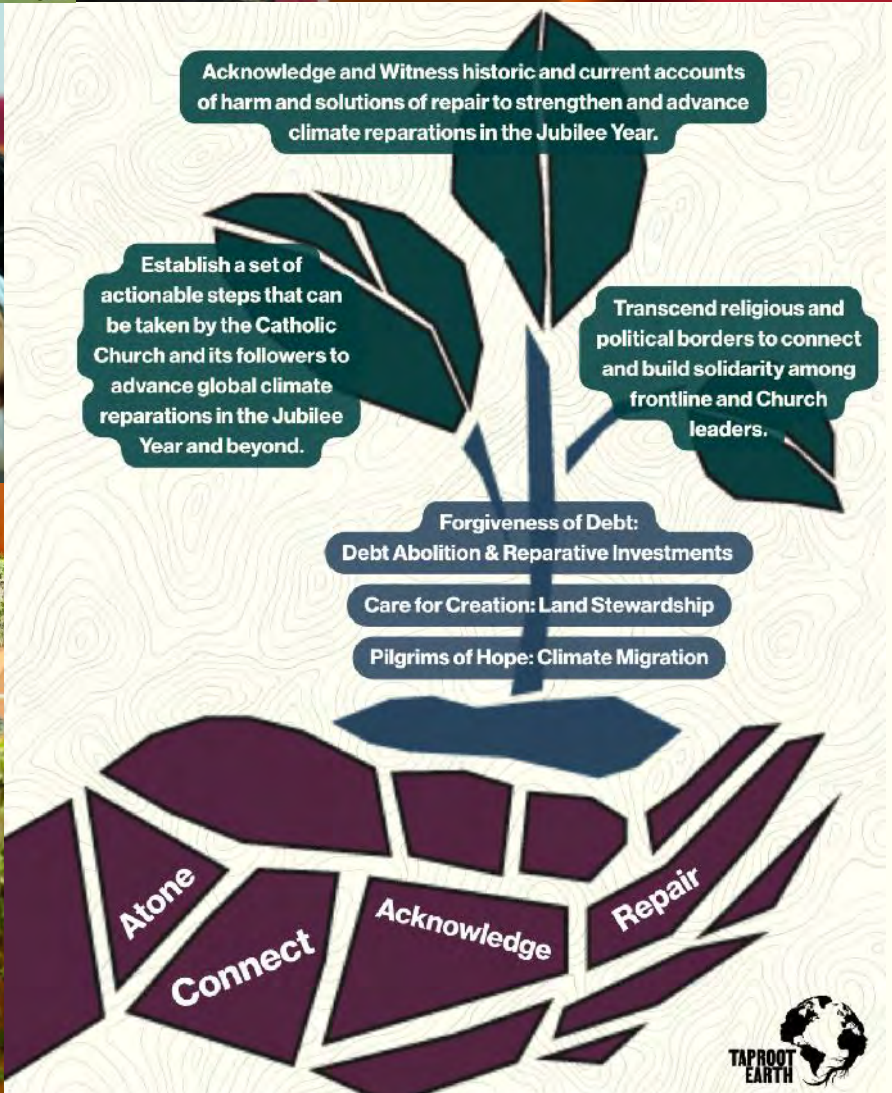 Acknowledge and Witness historic and current accounts
of harm and solutions of repair to strengthen and advance
climate reparations in the Jubilee Year.
Establish a set of
actionable steps that can
be taken by the Catholic
Church and its followers to
advance global climate
reparations in the Jubilee
Year and beyond.
Transcend religious and
political borders to connect
and build solidarity among
frontline and Church
leaders.
Forgiveness of Debt:
Debt Abolition & Reparative Investments
Care for Creation: Land Stewardship
Pilgrims of Hope: Climate Migration
Atone
Connect
Acknowledge
Repair
TAPROOT
EARTH